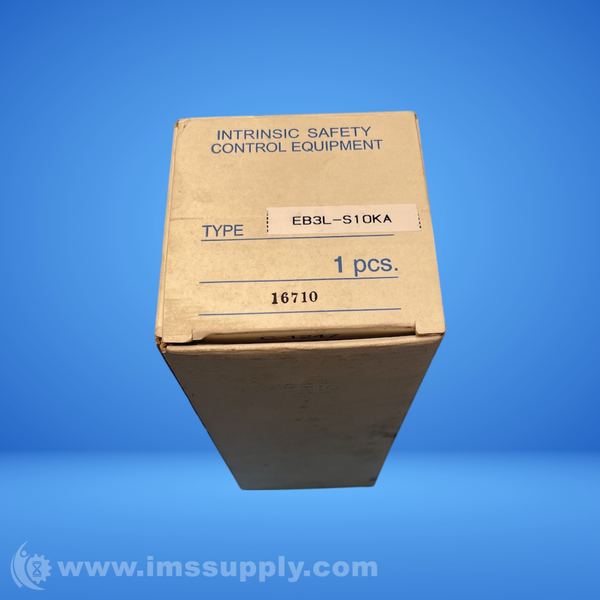 INTRINSIC SAFETY
CONTROL EQUIPMENT
TYPE EB3L-S10KA
1 pcs.
16710
www.imssupply.com